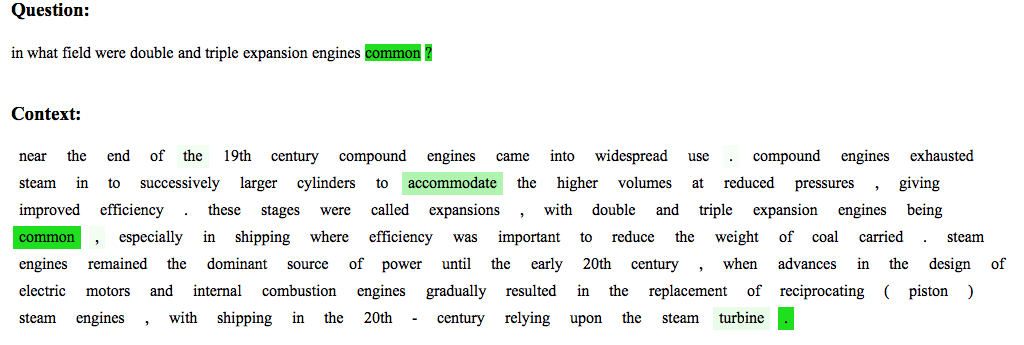 Question:
in what field were double and triple expansion engines common ?
Context:
near the end of the 19th century compound engines came into widespread use . compound engines exhausted
steam in to successively larger cylinders to accommodate the higher volumes at reduced pressures , giving
improved efficiency . these stages were called expansions , with double and triple expansion engines being
common , especially in shipping where efficiency was important to reduce the weight of coal carried . steam
engines remained the dominant source of power until the early 20th century , when advances in the design of
electric motors and internal combustion engines gradually resulted in the replacement of reciprocating ( piston )
steam engines , with shipping in the 20th - century relying upon the steam turbine .